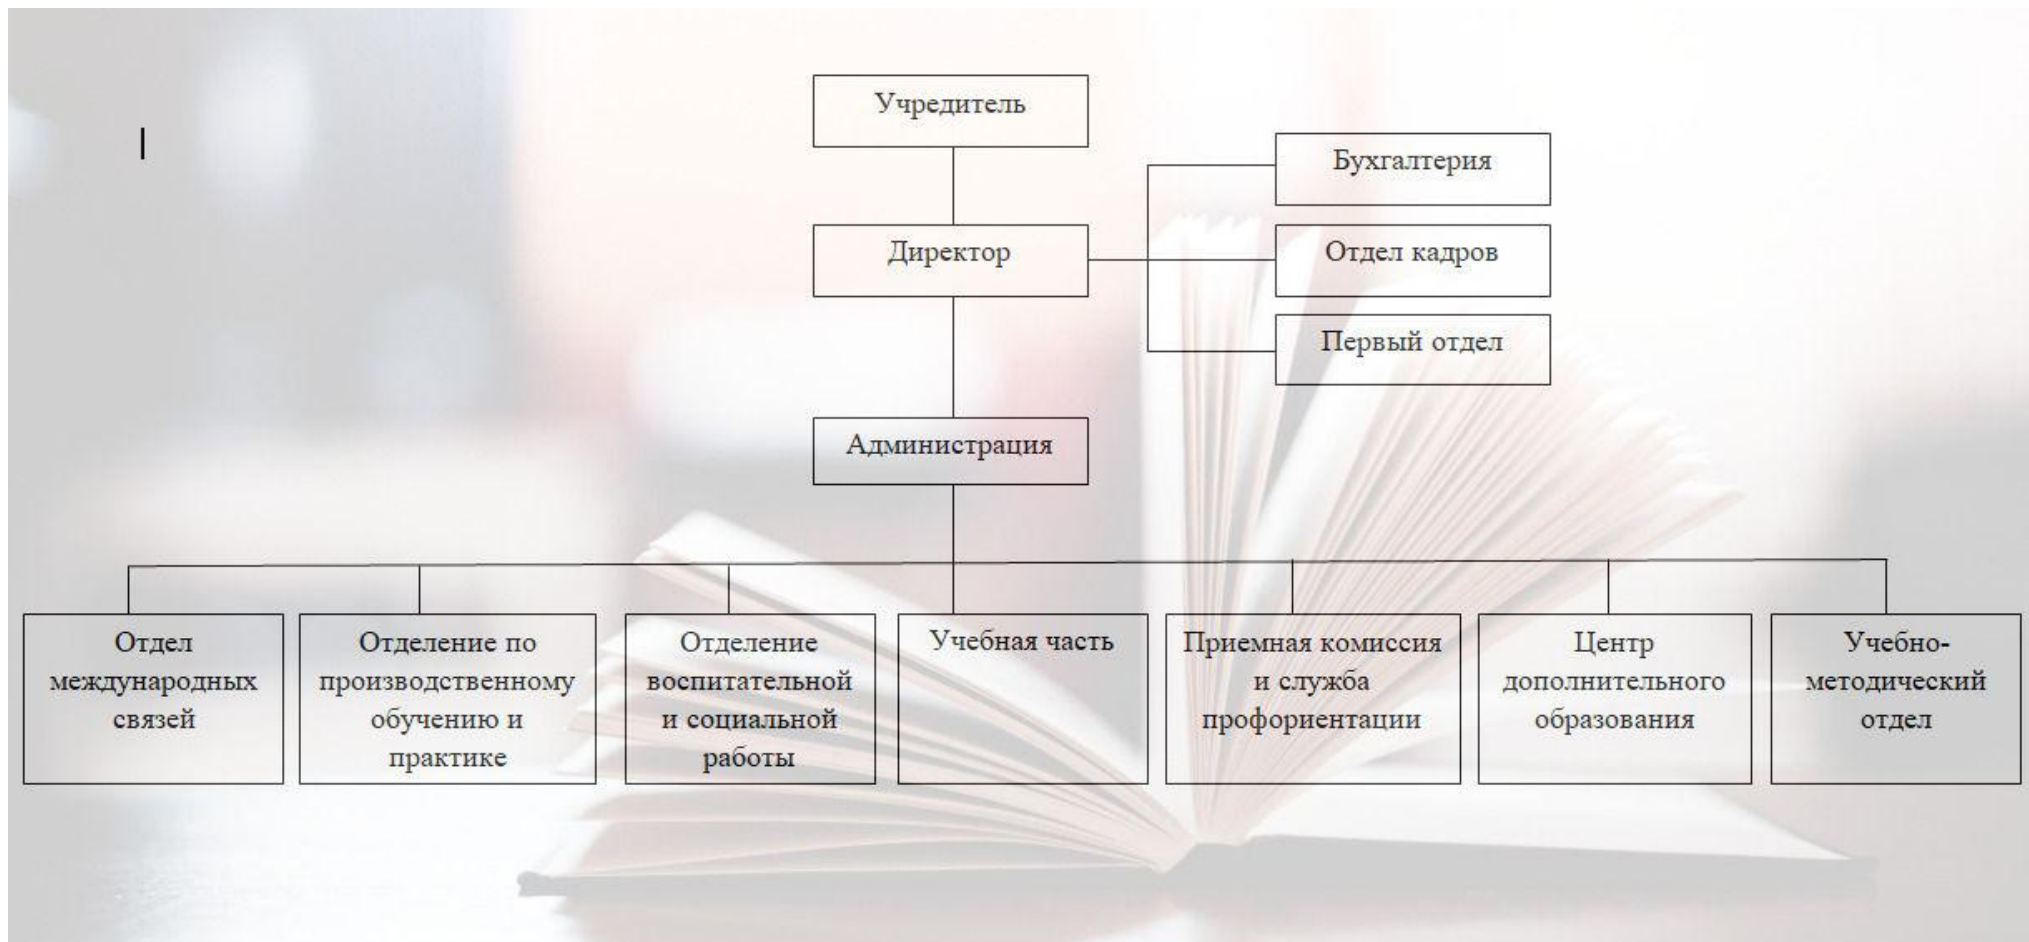 Учредитель
Бухгалтерия
Директор
Отдел кадров
Первый отдел
Администрация
Отдел
международных
связей
Отделение по
производственному
обучению и
практике
Отделение
воспитательной
и социальной
работы
Учебная часть
Приемная комиссия
и служба
профориентации
Центр
дополнительного
образования
Учебно-
методический
отдел